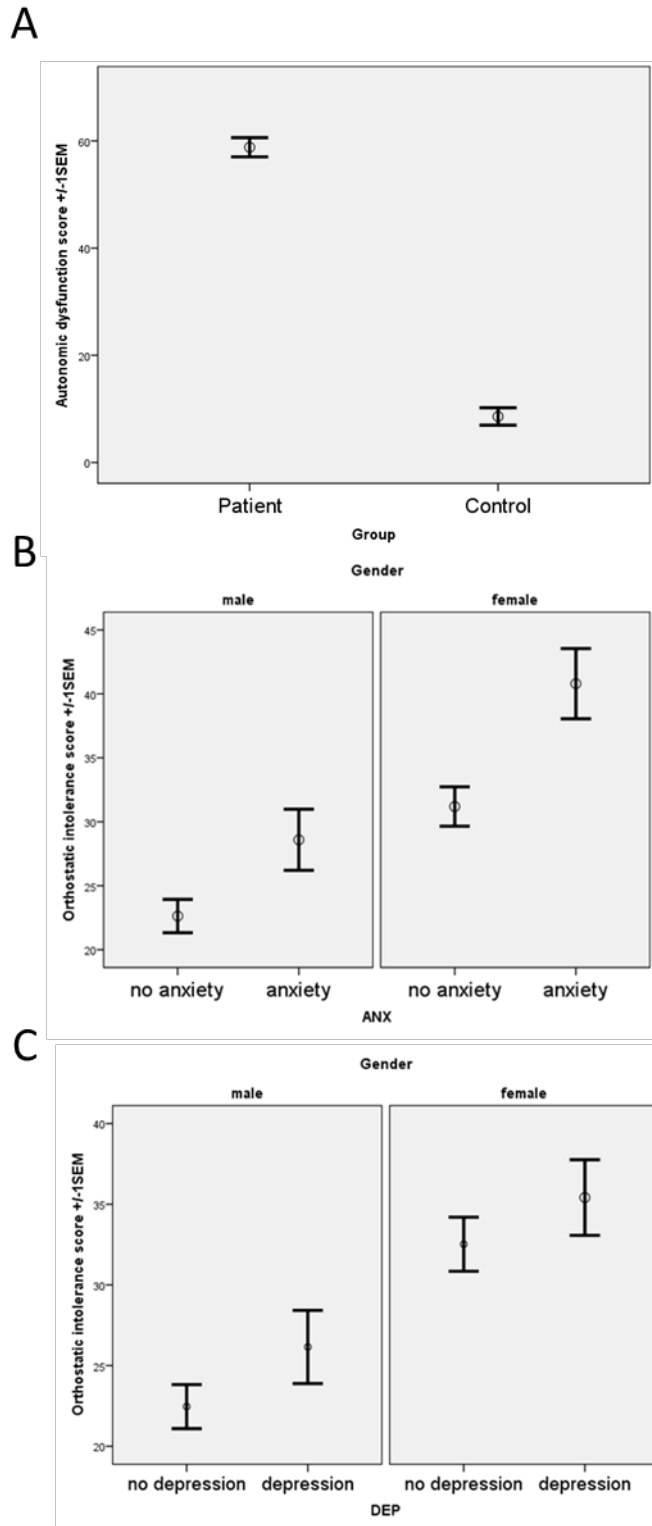 A
Autonomic dysfunction score +/-1SEM
60
40
20
0
Patient Control
Group
B
Gender
male female
Orthostatic intolerance score +/-1SEM
45
40
35
30
25
20
no anxiety anxiety no anxiety anxiety
ANX
C
Gender
male female
Orthostatic intolerance score +/-1SEM
40
35
30
25
20
no depression depression no depression depression
DEP